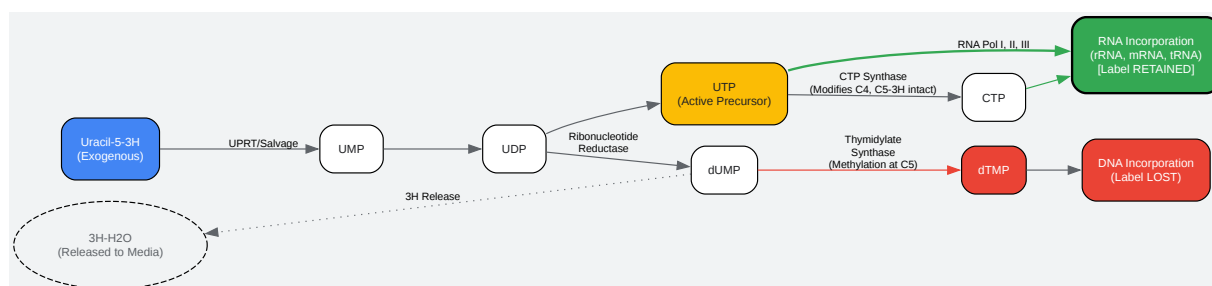 Uracil-5-3H
(Exogenous)
UPRT/Salvage
UMP
UDP
UTP
(Active Precursor)
RNA Pol I, II, III
CTP Synthase
(Modifies C4, C5-3H intact)
CTP
RNA Incorporation
(rRNA, mRNA, tRNA)
[Label RETAINED]
Ribonucleotide
Reductase
dUMP
Thymidylate
Synthase
(Methylation at C5)
dTMP
DNA Incorporation
(Label LOST)
3H Release
3H-H2O
(Released to Media)